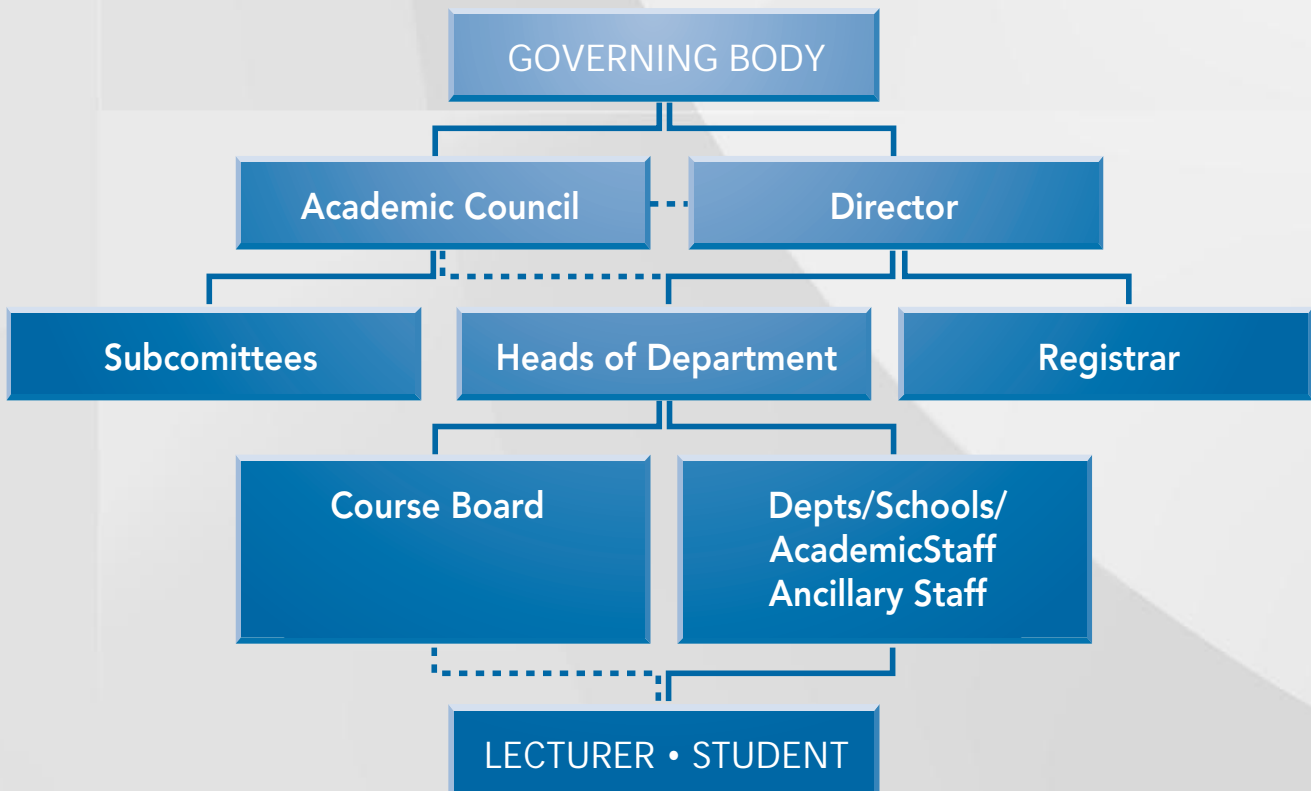 GOVERNING BODY
Academic Council
Director
Subcomittees
Heads of Department
Registrar
Course Board
Depts/Schools/
AcademicStaff
Ancillary Staff
LECTURER • STUDENT